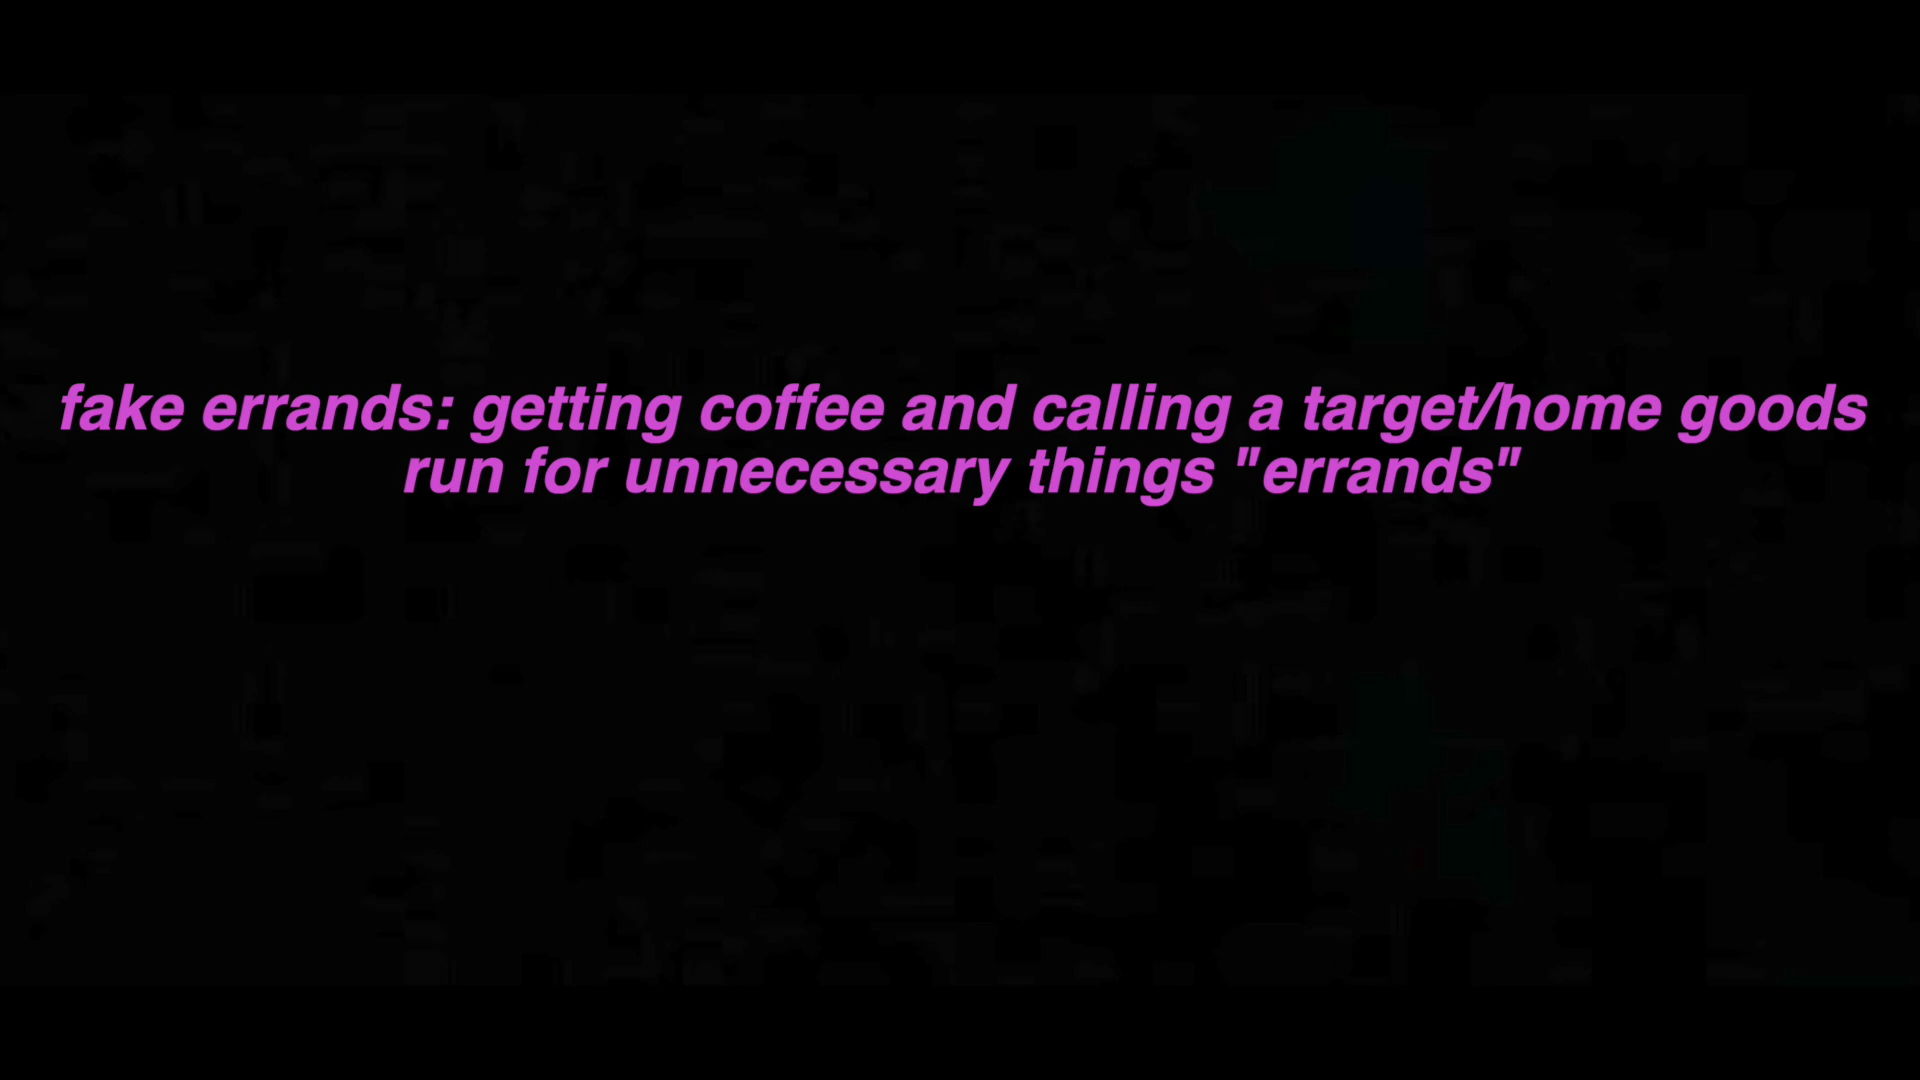 fake errands: getting coffee and calling a target/home goods
run for unnecessary things "errands"